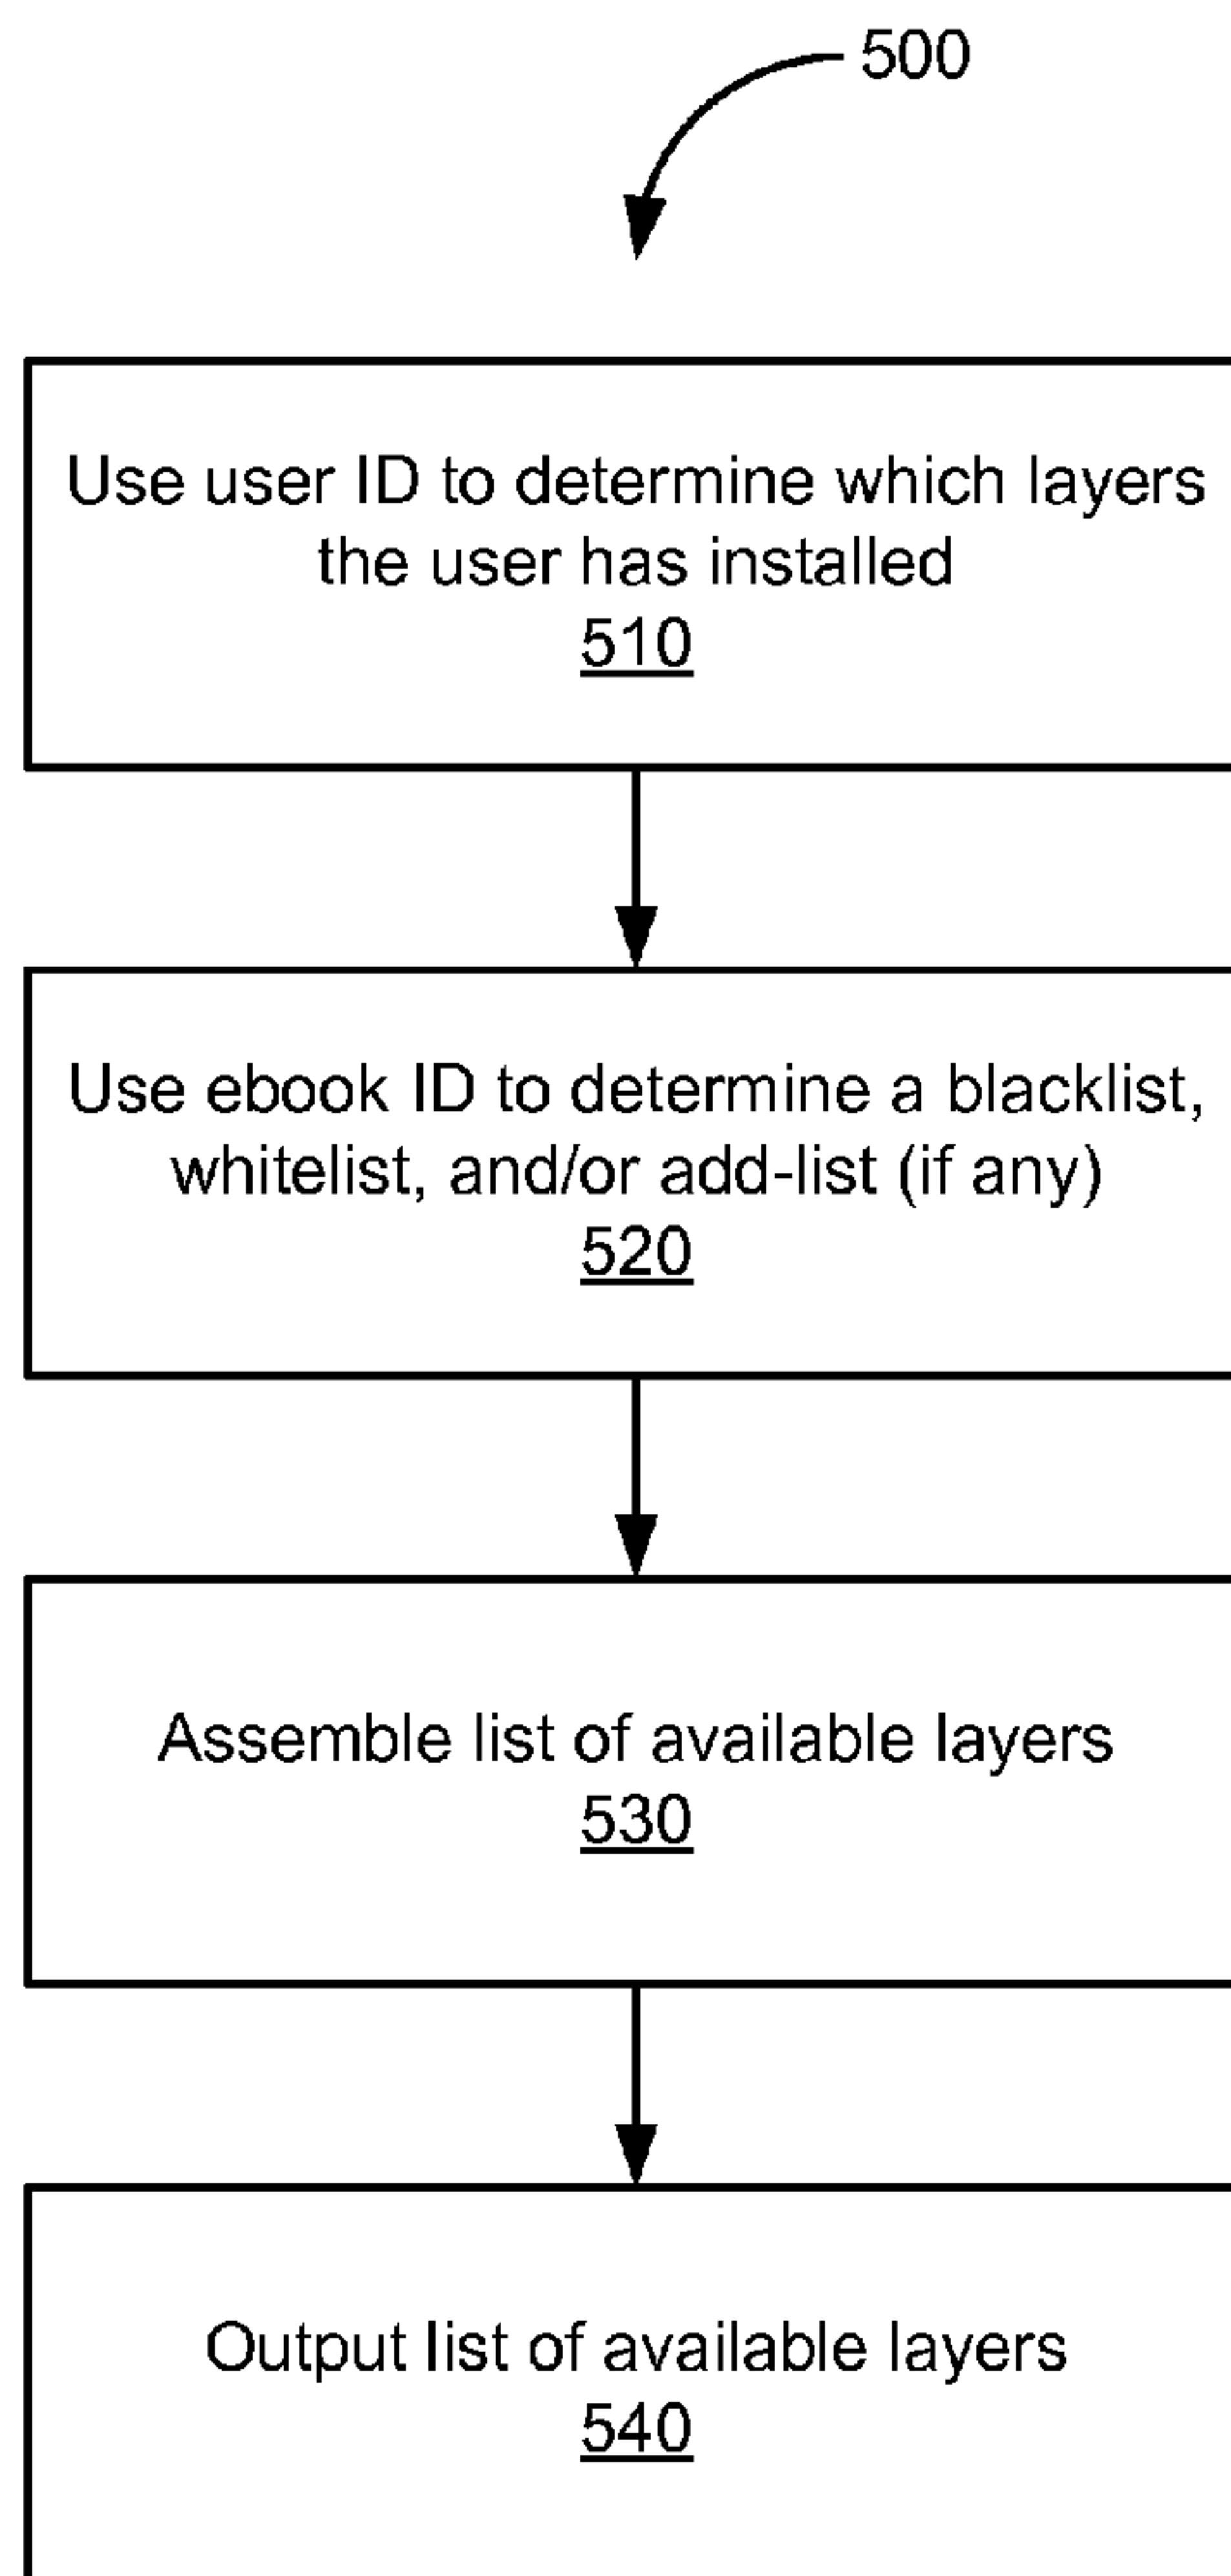 500
Use user ID to determine which layers
the user has installed
510
Use ebook ID to determine a blacklist,
whitelist, and/or add-list (if any)
520
Assemble list of available layers
530
Output list of available layers
540